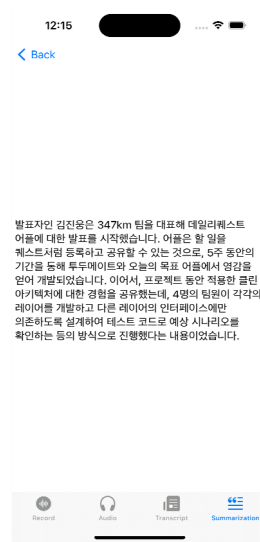 12:15
Back
발표자인 김진웅은 347km 팀을 대표해 데일리퀘스트
어플에 대한 발표를 시작했습니다. 어플은 할 일을
퀘스트처럼 등록하고 공유할 수 있는 것으로, 5주 동안의
기간을 통해 투두메이트와 오늘의 목표 어플에서 영감을
얻어 개발되었습니다. 이어서, 프로젝트 동안 적용한 클린
아키텍처에 대한 경험을 공유했는데, 4명의 팀원이 각각의
레이어를 개발하고 다른 레이어의 인터페이스에만
의존하도록 설계하여 테스트 코드로 예상 시나리오를
확인하는 등의 방식으로 진행했다는 내용이었습니다.
Record Audio Transcript Summarization